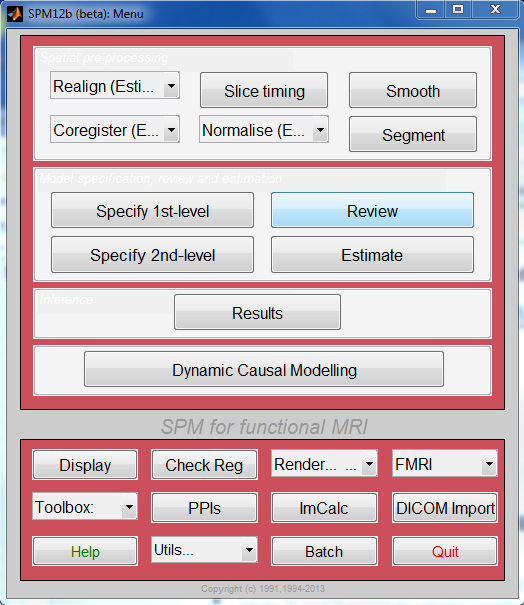 SPM12b (beta): Menu
Spatial pre-processing
Realign (Esti... Slice timing Smooth
Coregister (E... Normalise (E... Segment
Model specification, review and estimation
Specify 1st-level Review
Specify 2nd-level Estimate
Inference
Results
Dynamic Causal Modelling
SPM for functional MRI
Display Check Reg Render... ... FMRI
Toolbox: PPIs ImCalc DICOM Import
Help Utils... Batch Quit
Copyright (c) 1991,1994-2013